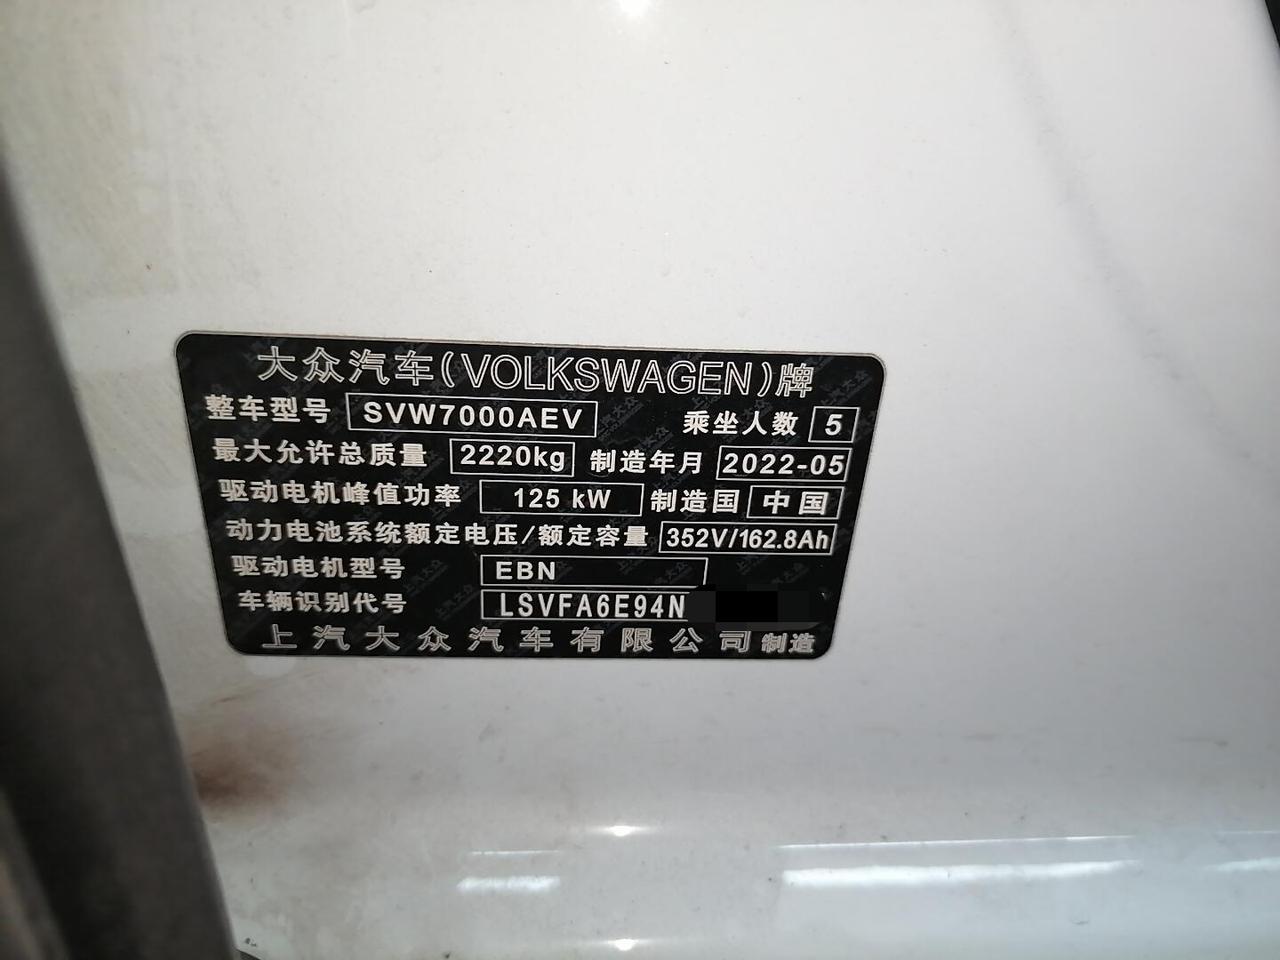 大众汽车(VOLKSWAGEN)牌
整车型号 SVW7000AEV 乘坐人数 5
最大允许总质量 2220kg 制造年月 2022-05
驱动电机峰值功率 125 kW 制造国 中国
动力电池系统额定电压/额定容量 352V/162.8Ah
驱动电机型号 EBN
车辆识别代号 LSVFA6E94N
上汽大众汽车有限公司制造